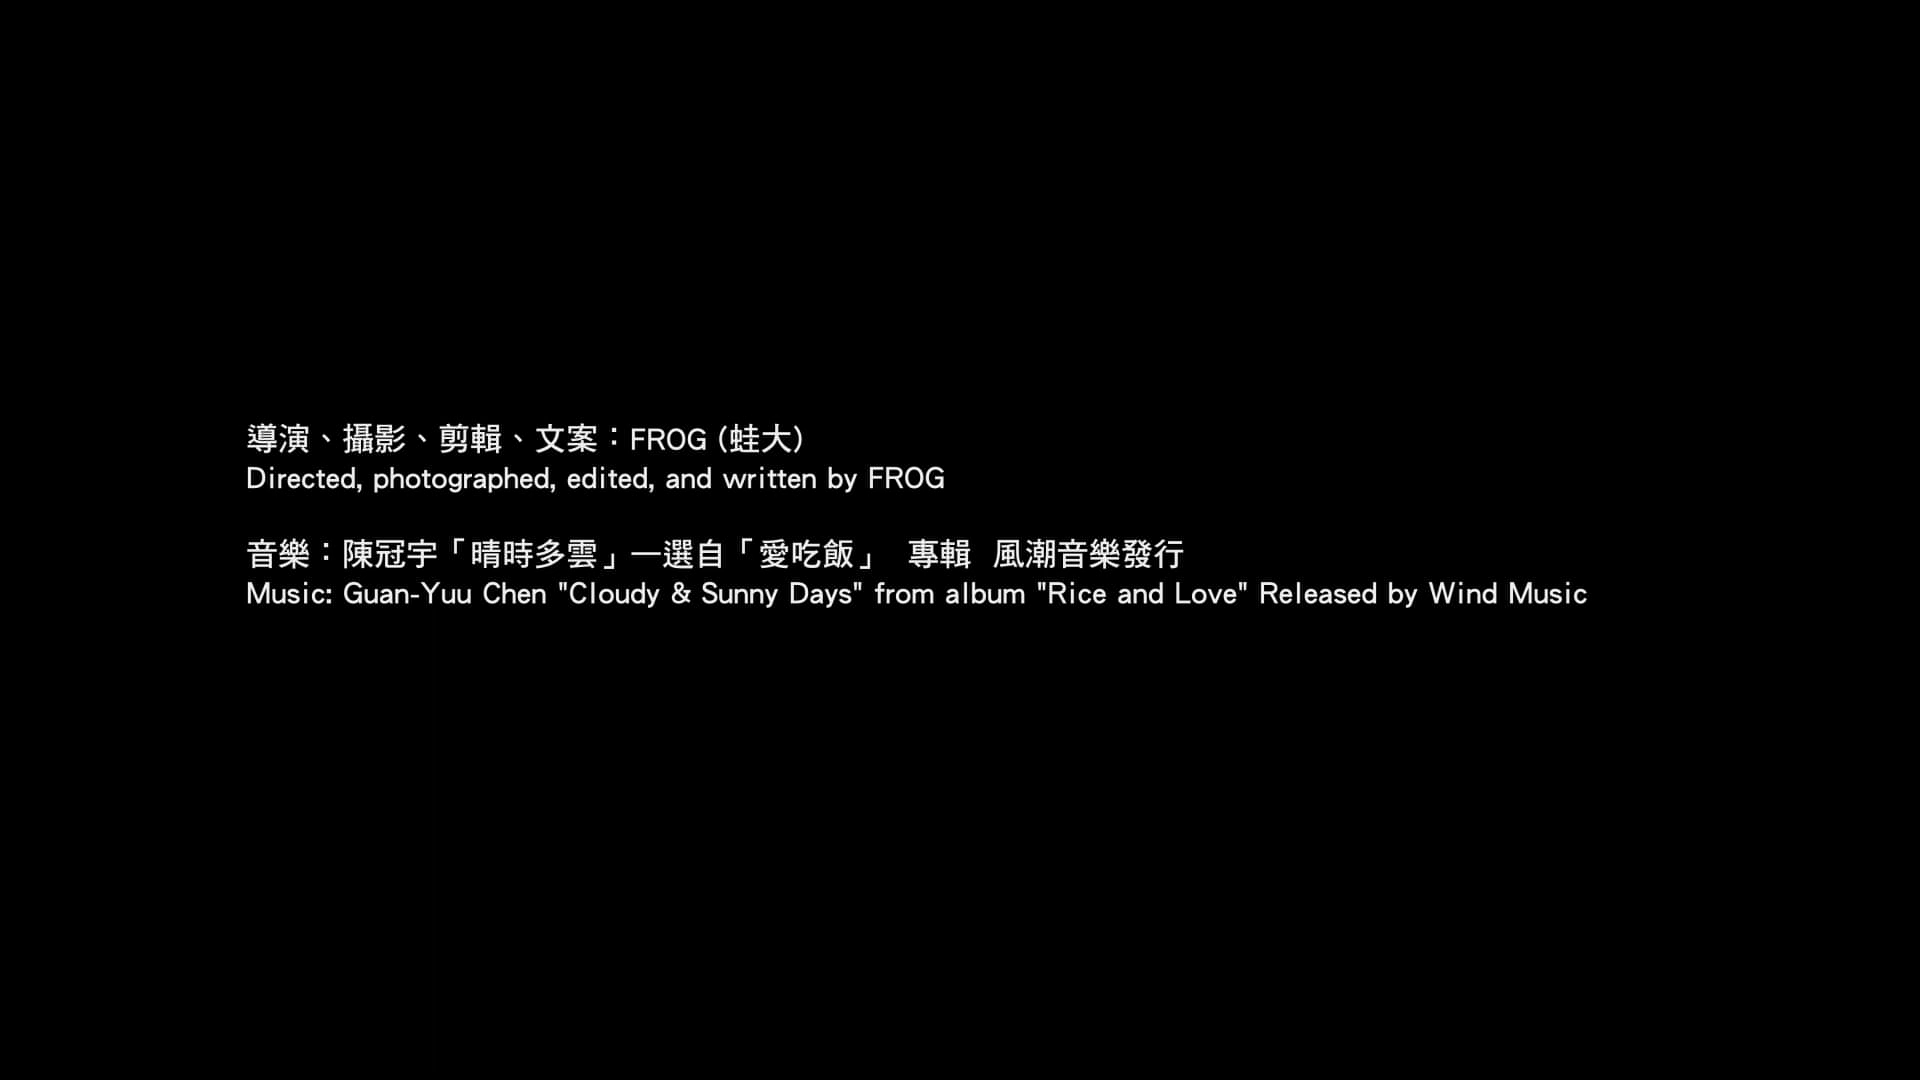 導演、攝影、剪輯、文案：FROG (蛙大)
Directed, photographed, edited, and written by FROG
音樂：陳冠宇「晴時多雲」—選自「愛吃飯」 專輯 風潮音樂發行
Music: Guan-Yuu Chen "Cloudy & Sunny Days" from album "Rice and Love" Released by Wind Music